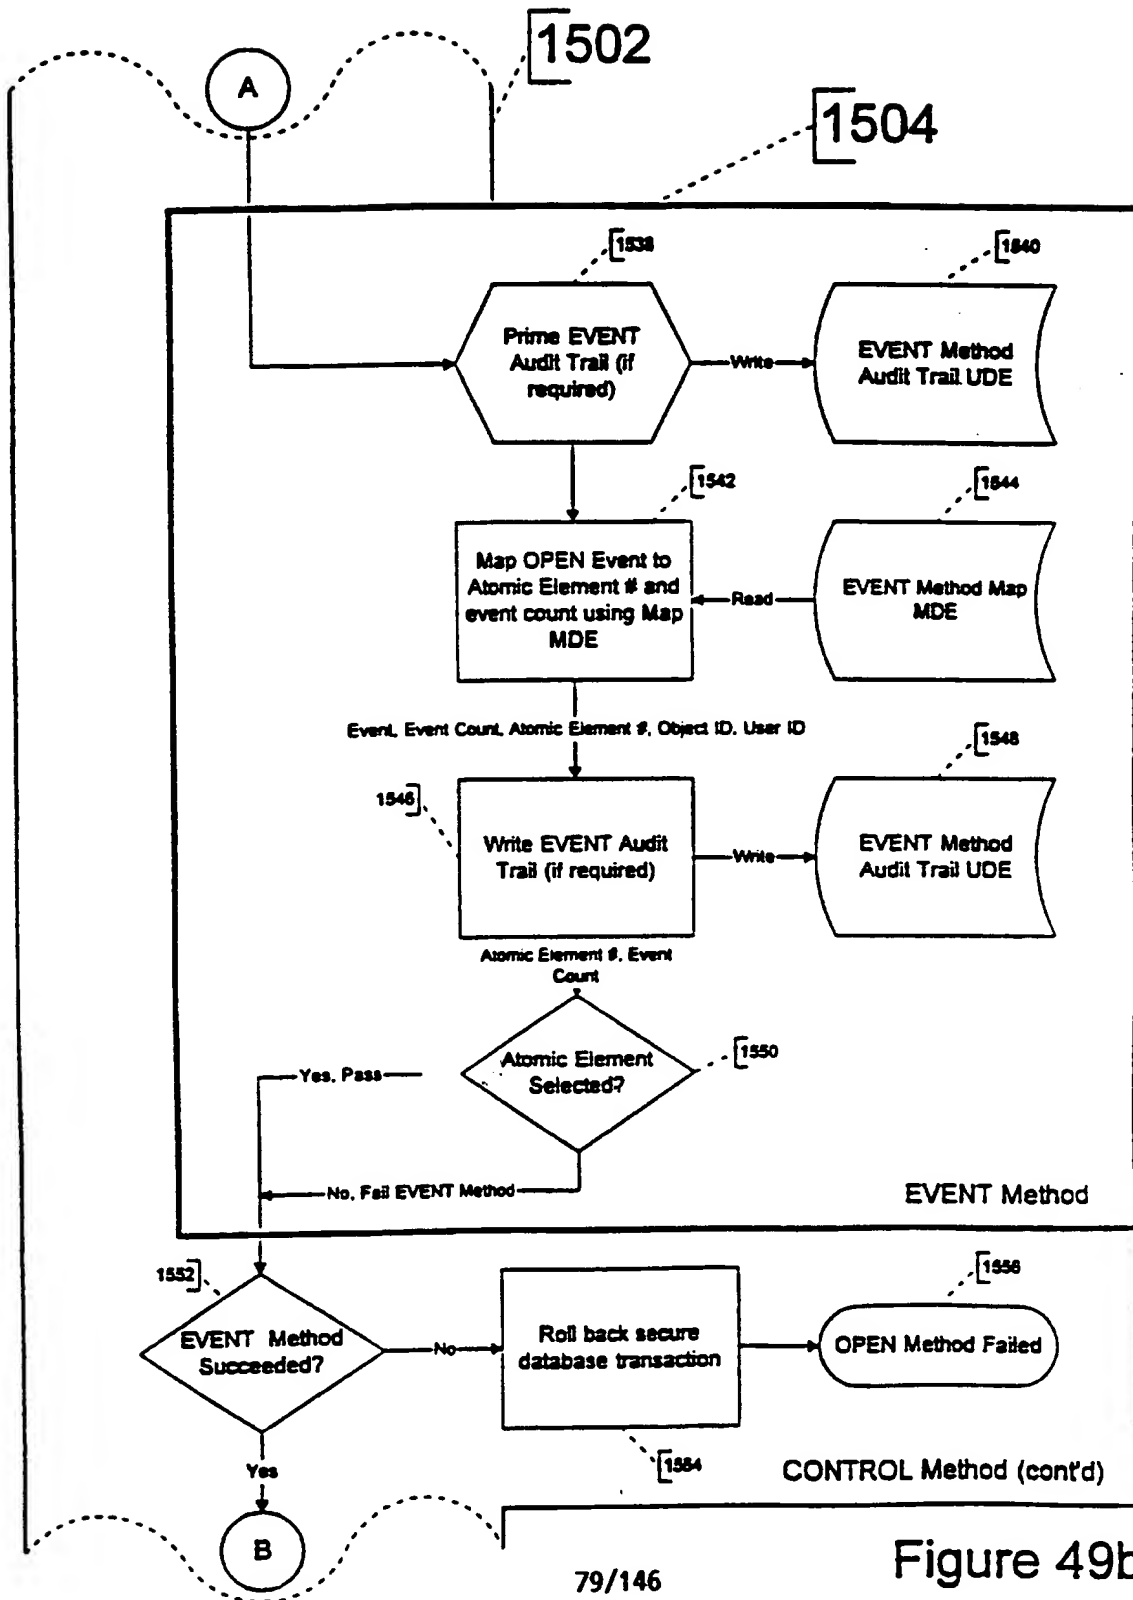 1502
A
1504
1538
1540
Prime EVENT
Audit Trail (if
required)
Write
EVENT Method
Audit Trail UDE
1542
1544
Map OPEN Event to
Atomic Element # and
event count using Map
MDE
Read
EVENT Method Map
MDE
Event, Event Count, Atomic Element #, Object ID, User ID
1546
1548
Write EVENT Audit
Trail (if required)
Write
EVENT Method
Audit Trail UDE
Atomic Element #, Event
Count
1550
Atomic Element
Selected?
Yes, Pass
No, Fail EVENT Method
EVENT Method
1552
1556
EVENT Method
Succeeded?
No
Roll back secure
database transaction
OPEN Method Failed
1554
Yes
CONTROL Method (cont'd)
B
Figure 49b
79/146